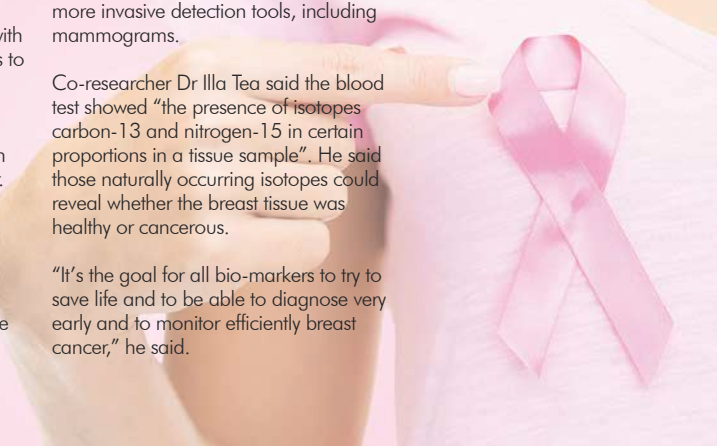 vith
s to
n
.
e
more invasive detection tools, including
mammograms.
Co-researcher Dr Illa Tea said the blood
test showed “the presence of isotopes
carbon-13 and nitrogen-15 in certain
proportions in a tissue sample”. He said
those naturally occurring isotopes could
reveal whether the breast tissue was
healthy or cancerous.
“It’s the goal for all bio-markers to try to
save life and to be able to diagnose very
early and to monitor efficiently breast
cancer,” he said.